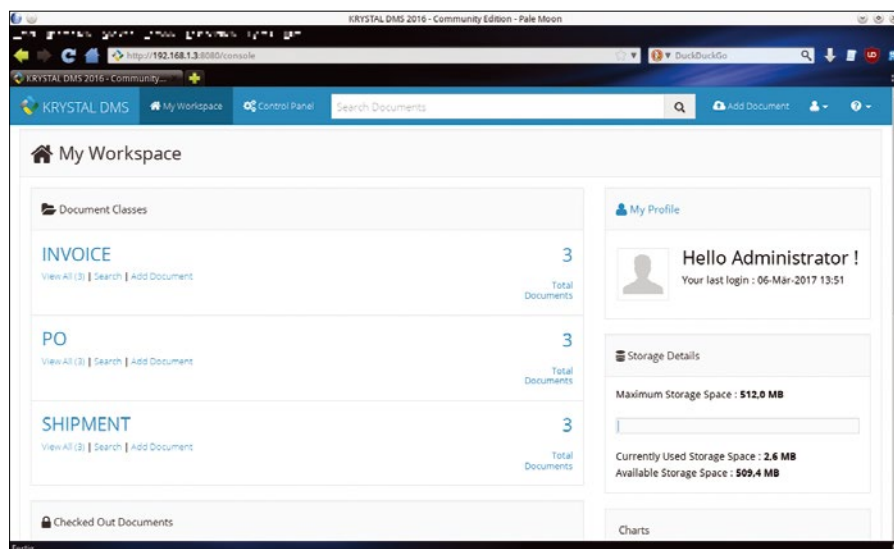 KRYSTAL DMS 2016 - Community Edition - Pale Moon
http://192.168.1.3:8080/console
DuckDuckGo
KRYSTAL DMS 2016 - Community...
KRYSTAL DMS
My Workspace
Control Panel
Search Documents
Add Document
My Workspace
Document Classes
INVOICE
3
View All (3) | Search | Add Document
Total
Documents
PO
3
View All (3) | Search | Add Document
Total
Documents
SHIPMENT
3
View All (3) | Search | Add Document
Total
Documents
Checked Out Documents
My Profile
Hello Administrator !
Your last login : 06-Mär-2017 13:51
Storage Details
Maximum Storage Space : 512,0 MB
Currently Used Storage Space : 2,6 MB
Available Storage Space : 509,4 MB
Charts